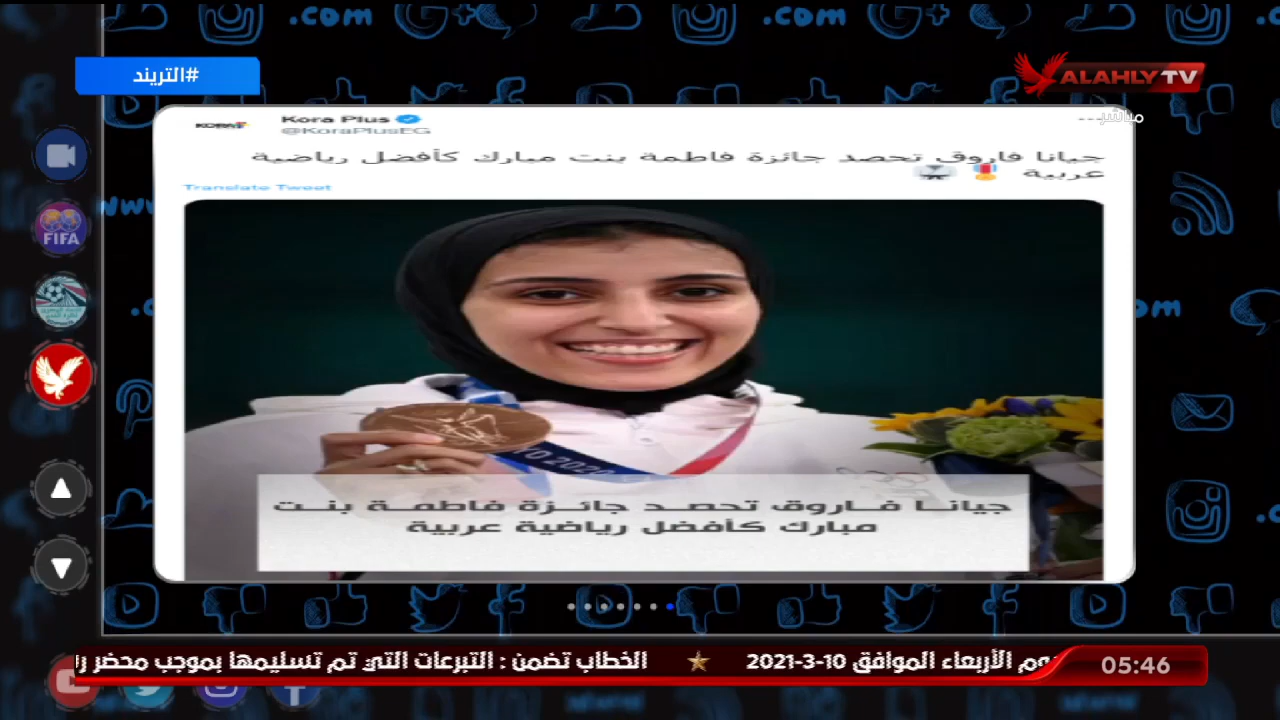 #التريند
ALAHLY TV
مباشر
Kora Plus
@KoraPlusEG
جيانا فاروق تحصد جائزة فاطمة بنت مبارك كأفضل رياضية
عربية
Translate Tweet
FIFA
جيانا فاروق تحصد جائزة فاطمة بنت
مبارك كأفضل رياضية عربية
الموافق 10-3-2021 الخطاب تضمن : التبرعات التي تم تسليمها بموجب محضر
05:46